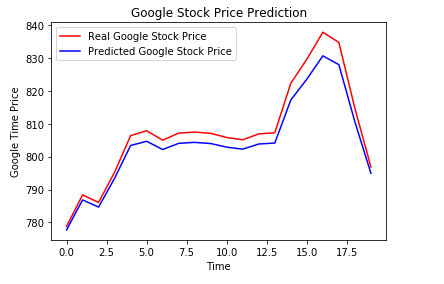 Google Stock Price Prediction
Real Google Stock Price
Predicted Google Stock Price
Google Time Price
840
830
820
810
800
790
780
0.0 2.5 5.0 7.5 10.0 12.5 15.0 17.5
Time